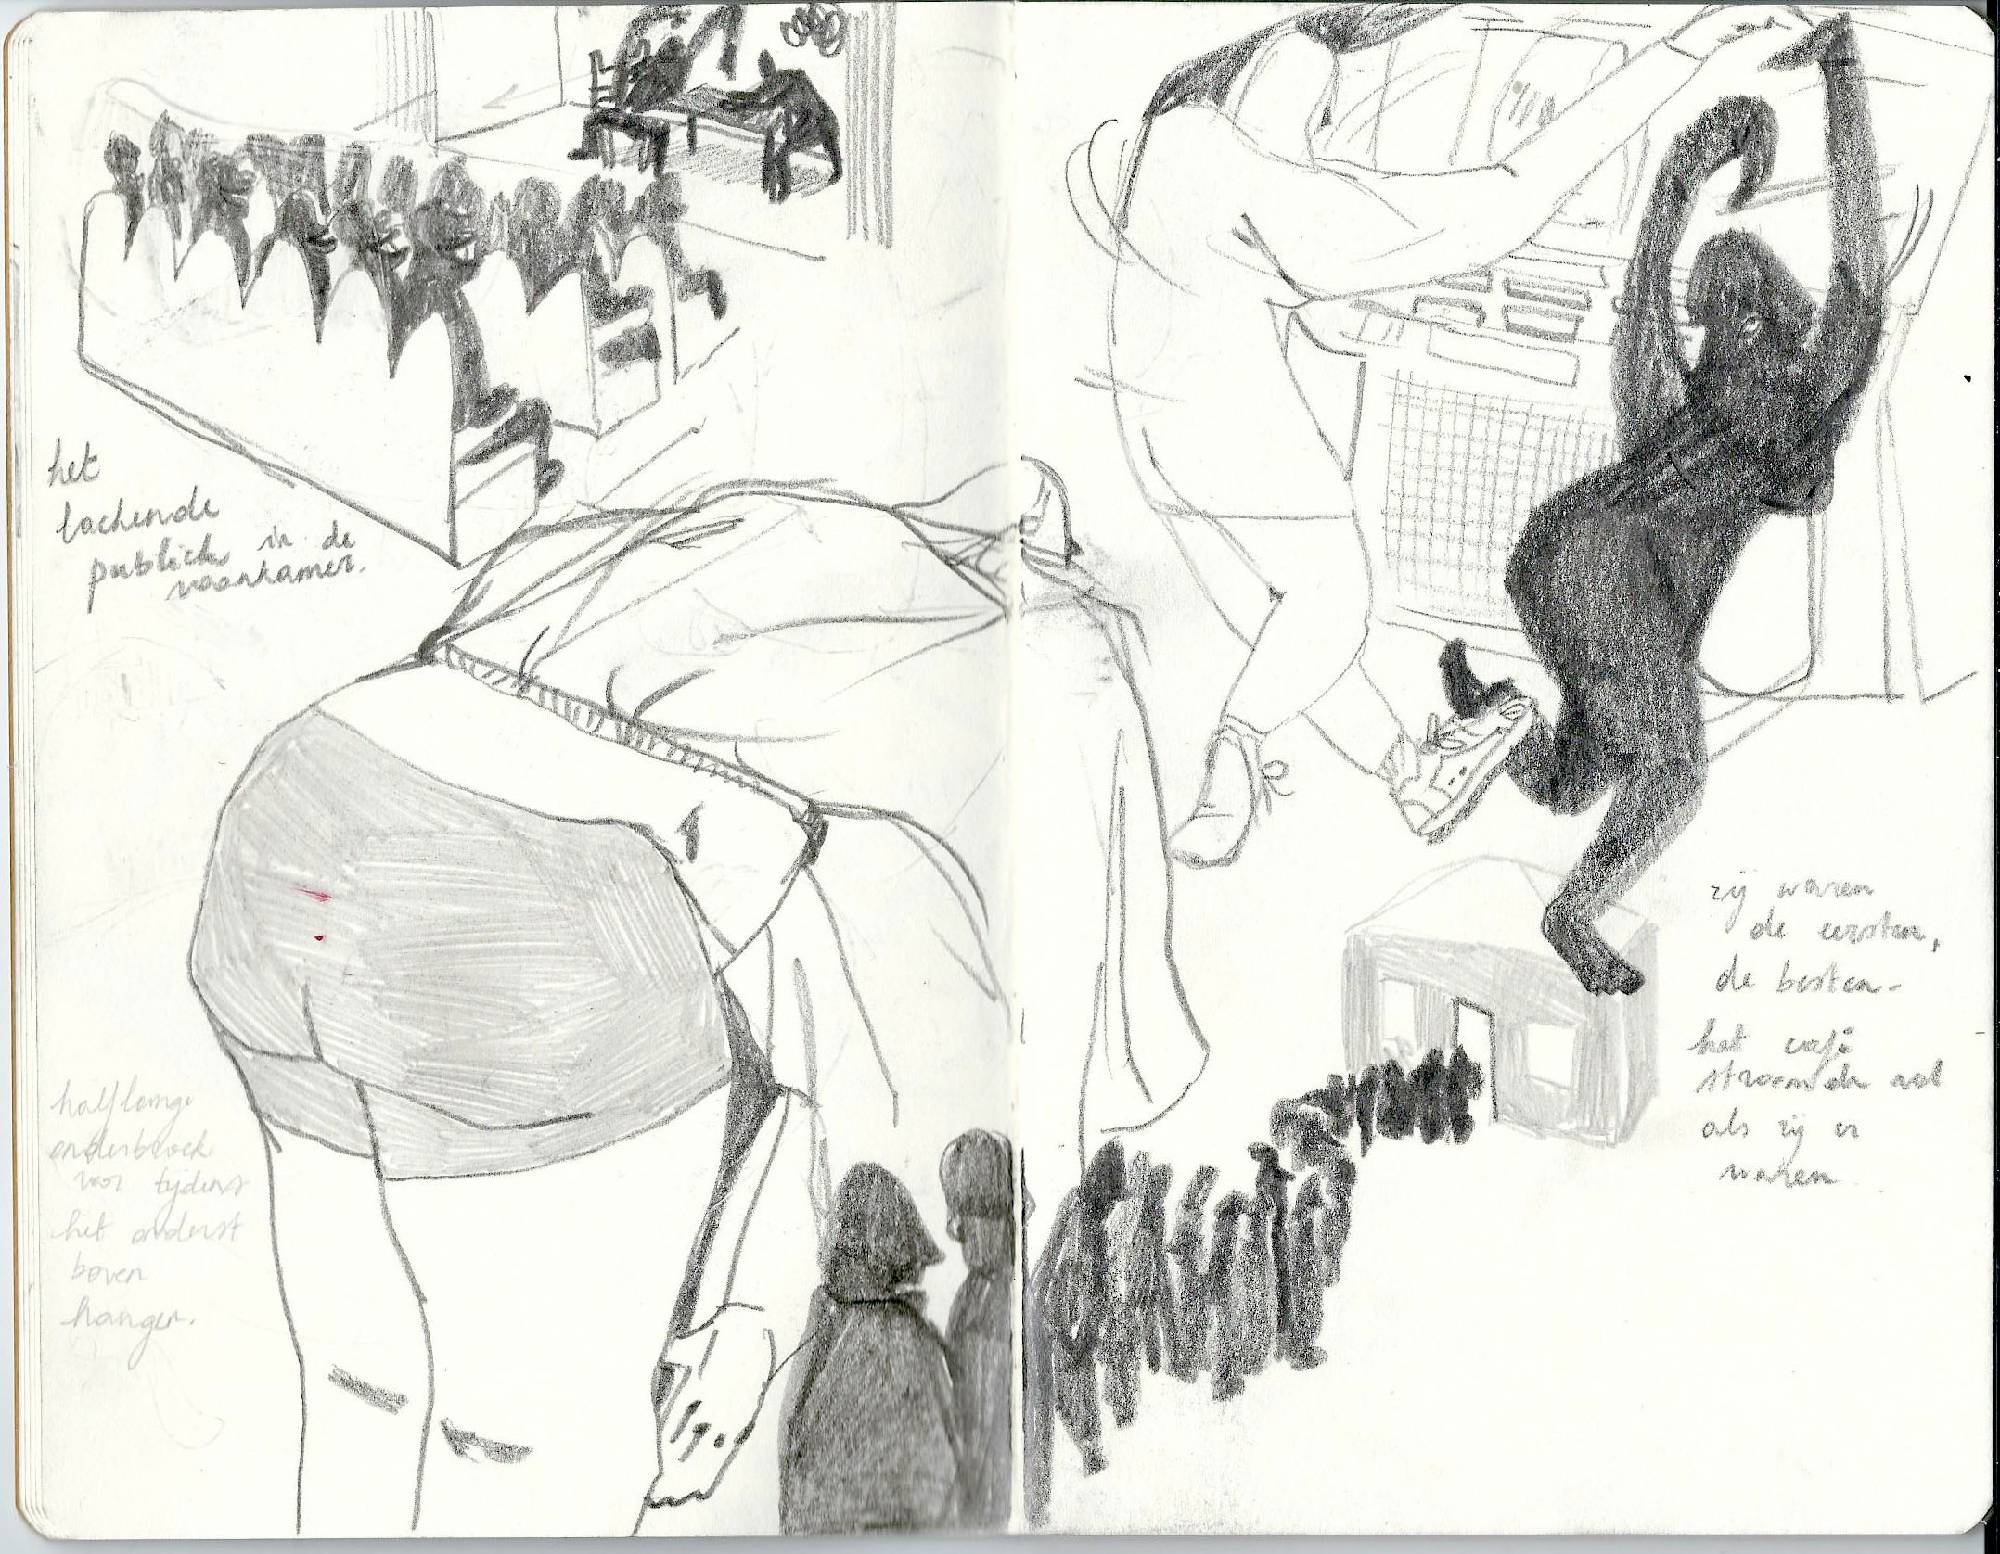 het
lachende
publiek in de
voorkamer.
halflange
onderbroek
voor tijdens
het onderst
boven
hangen.
zij waren
de eersten,
de besten -
het café
stroomde vol
als zij er
waren